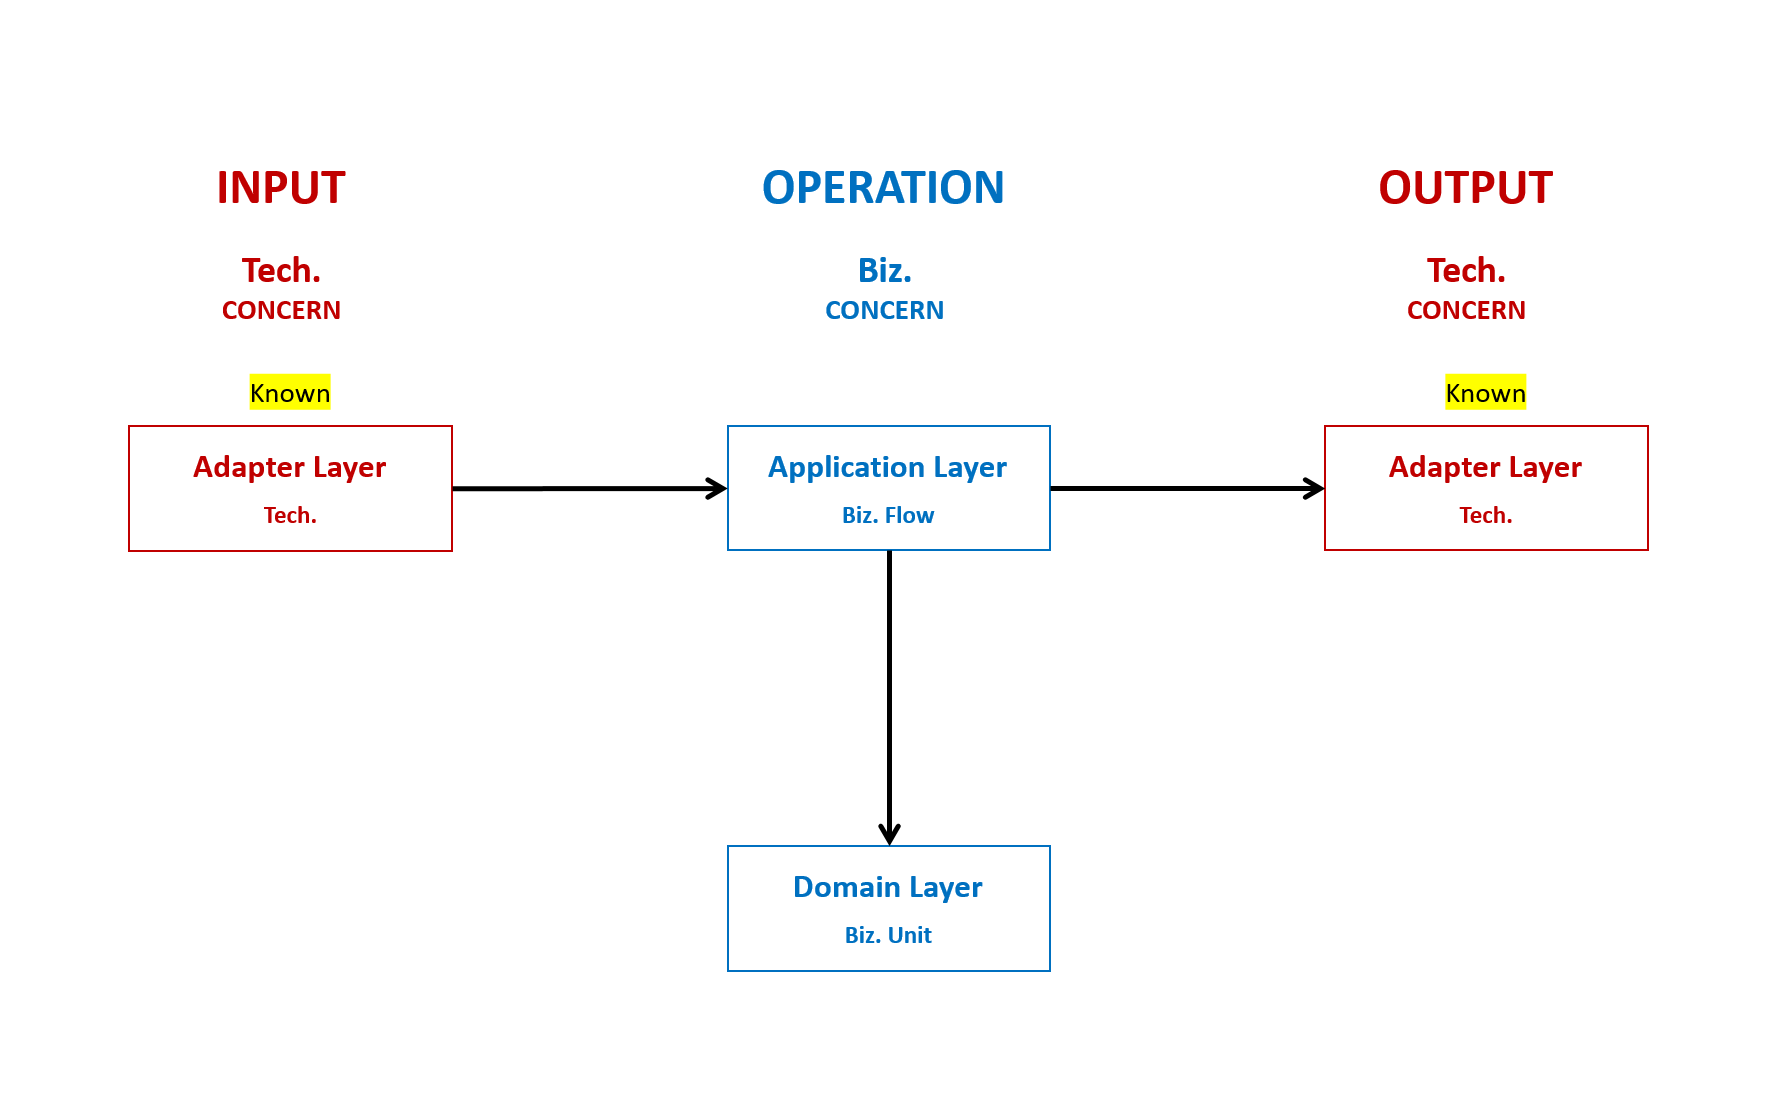 INPUT
OPERATION
OUTPUT
Tech.
CONCERN
Biz.
CONCERN
Tech.
CONCERN
Known
Known
Adapter Layer
Tech.
Application Layer
Biz. Flow
Adapter Layer
Tech.
Domain Layer
Biz. Unit